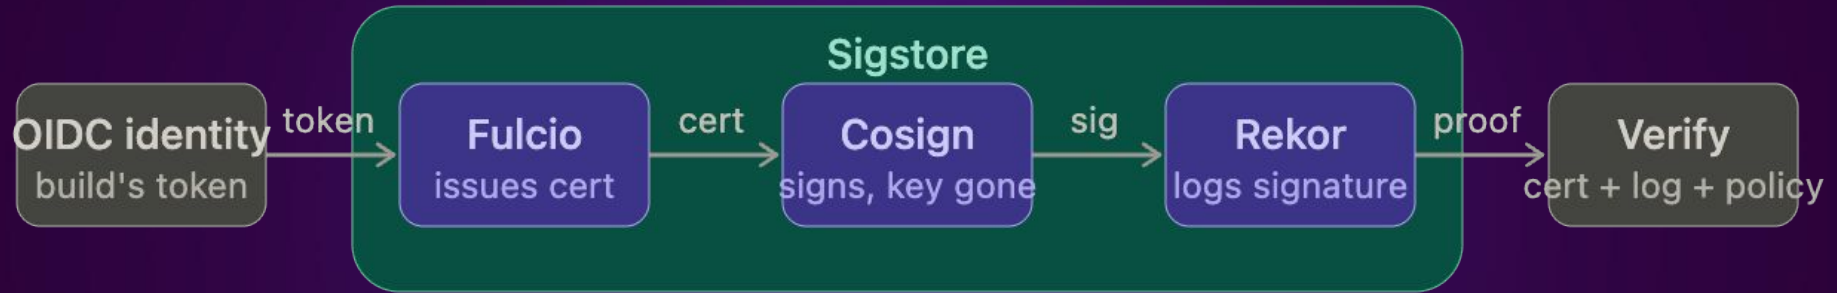 Sigstore
OIDC identity
build's token
token
Fulcio
issues cert
cert
Cosign
signs, key gone
sig
Rekor
logs signature
proof
Verify
cert + log + policy